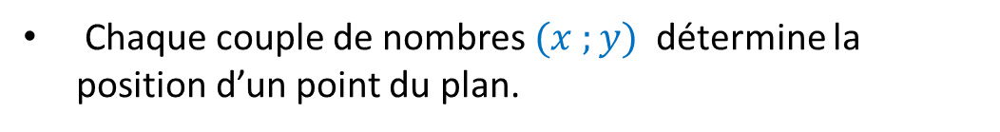 • Chaque couple de nombres (x ; y) détermine la
position d’un point du plan.